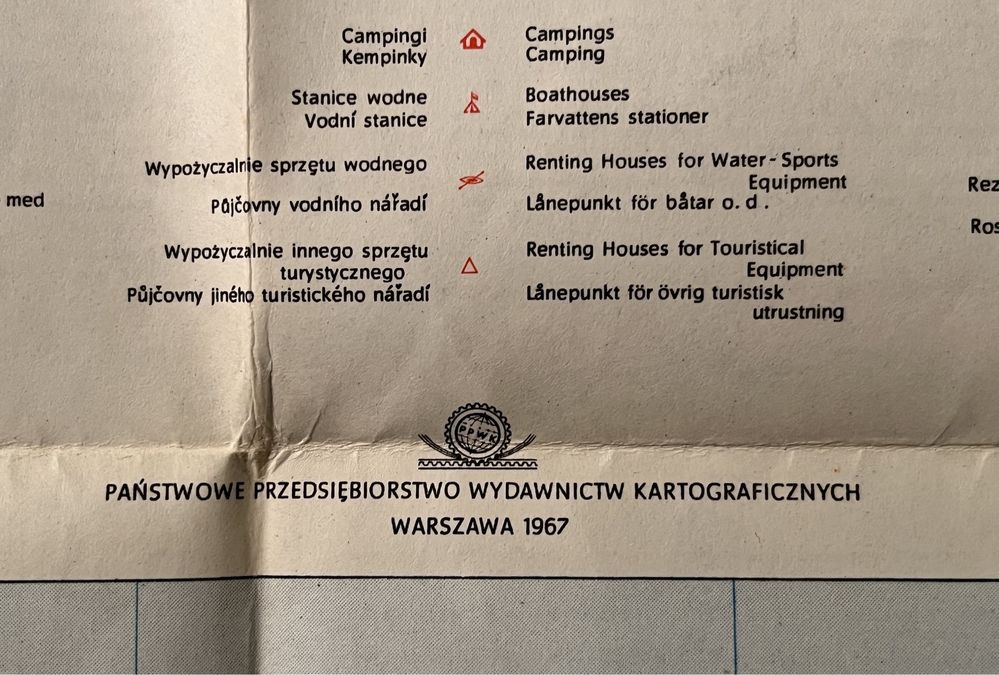 Campingi
Kempinky
Campings
Camping
Stanice wodne
Vodní stanice
Boathouses
Farvattens stationer
Wypożyczalnie sprzętu wodnego
Půjčovny vodního nářadí
Renting Houses for Water-Sports
Equipment
Lånepunkt för båtar o.d.
Wypożyczalnie innego sprzętu
turystycznego
Půjčovny jiného turistického nářadí
Renting Houses for Touristical
Equipment
Lånepunkt för övrig turistisk
utrustning
med
Rez
Ros
PPWK
PAŃSTWOWE PRZEDSIĘBIORSTWO WYDAWNICTW KARTOGRAFICZNYCH
WARSZAWA 1967